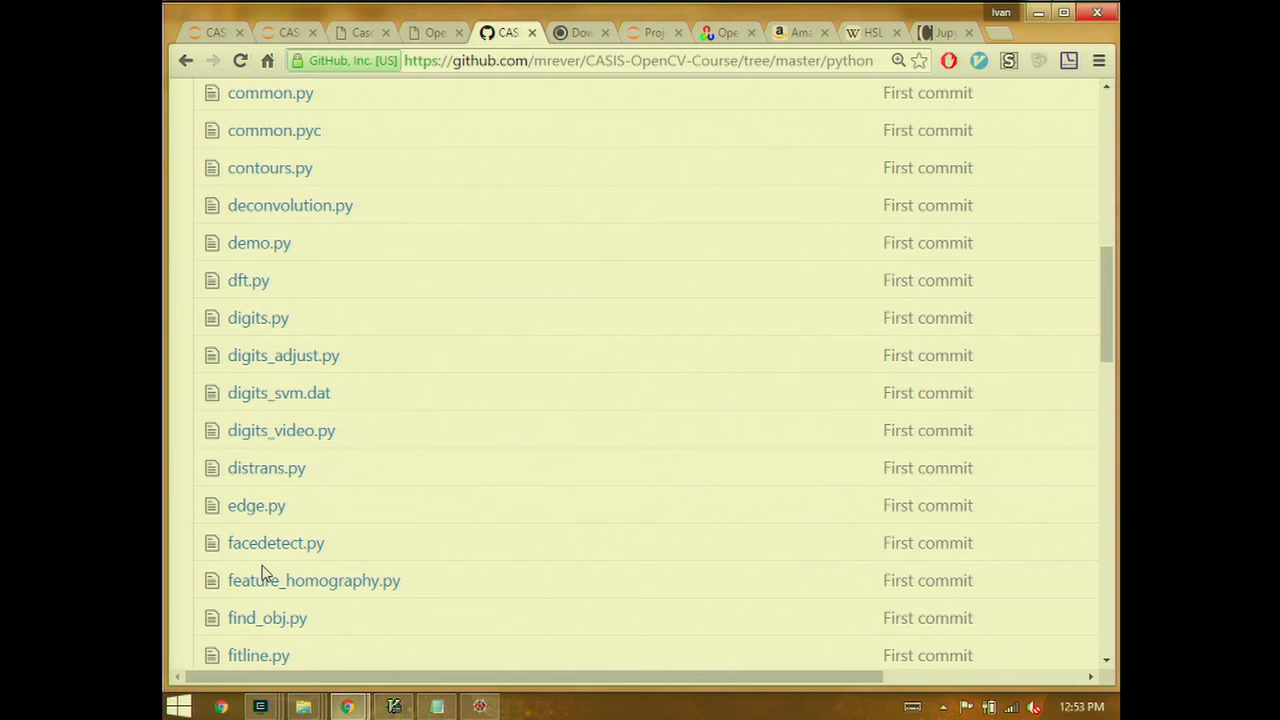 Ivan
CAS
CAS
Casc
Ope
CAS
Dow
Proj
Ope
Ama
HSL
Jup
GitHub, Inc. [US]
https://github.com/mrever/CASIS-OpenCV-Course/tree/master/python
common.py First commit
common.pyc First commit
contours.py First commit
deconvolution.py First commit
demo.py First commit
dft.py First commit
digits.py First commit
digits_adjust.py First commit
digits_svm.dat First commit
digits_video.py First commit
distrans.py First commit
edge.py First commit
facedetect.py First commit
feature_homography.py First commit
find_obj.py First commit
fitline.py First commit
12:53 PM